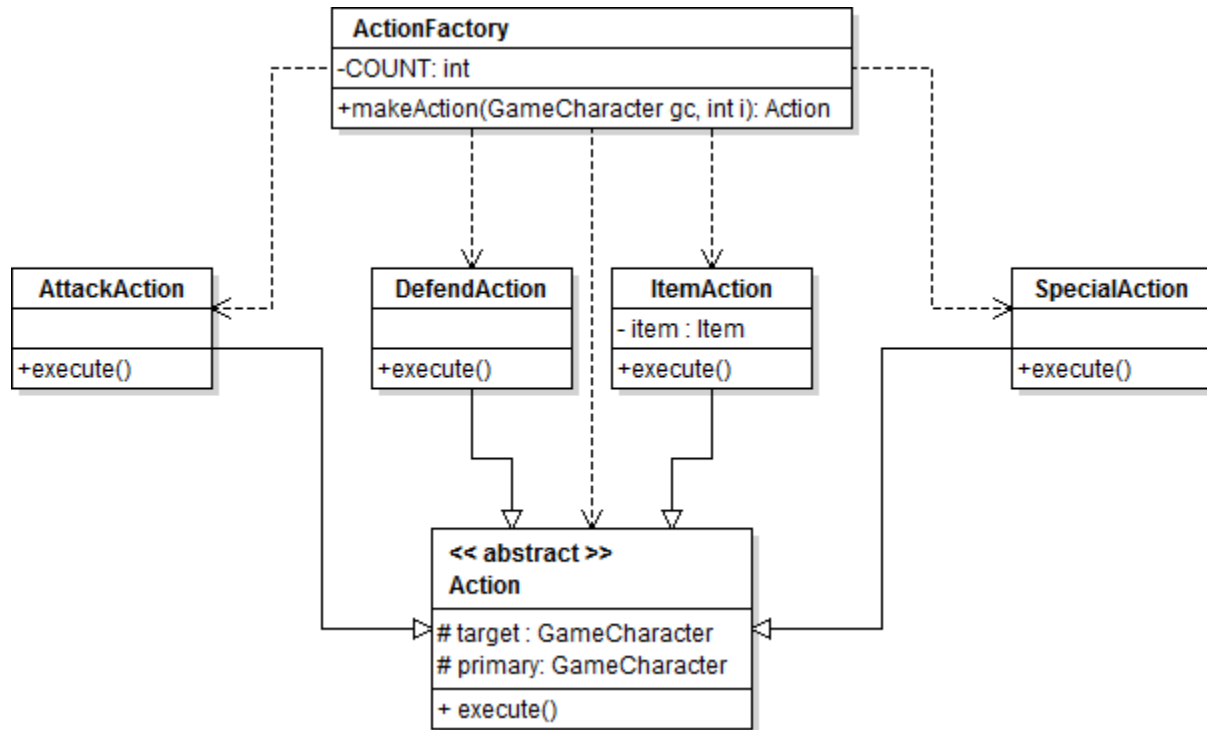 ActionFactory
-COUNT: int
+makeAction(GameCharacter gc, int i): Action
AttackAction
+execute()
DefendAction
+execute()
ItemAction
- item : Item
+execute()
SpecialAction
+execute()
<< abstract >>
Action
# target : GameCharacter
# primary: GameCharacter
+ execute()